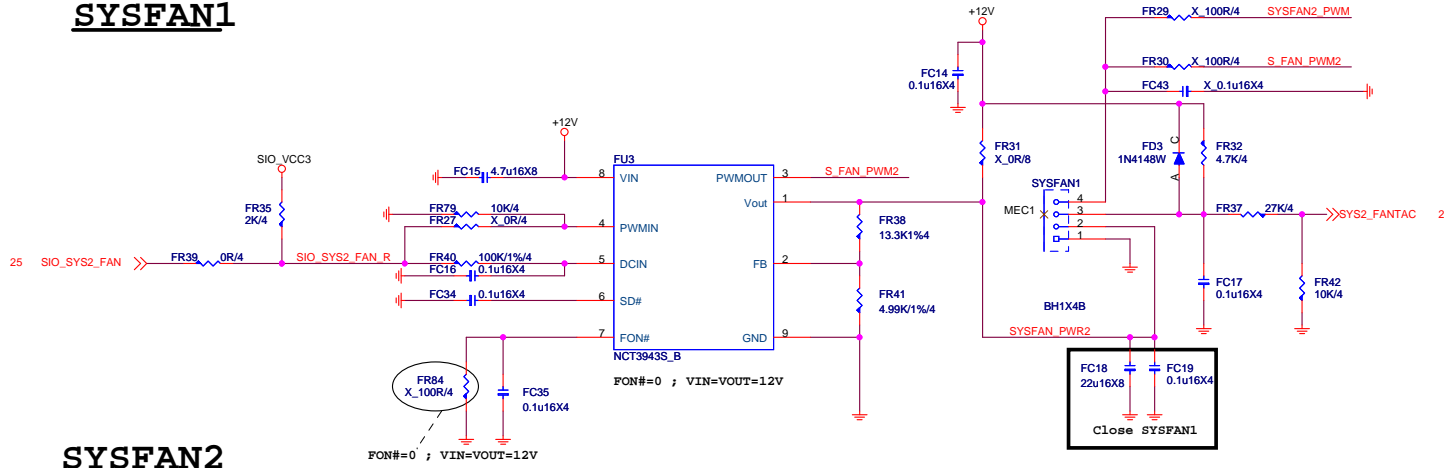 SYSFAN1
+12V
FR29 X_100R/4 SYSFAN2_PWM
FR30 X_100R/4 S_FAN_PWM2
FC14
0.1u16X4
FC43 X_0.1u16X4
+12V
SIO_VCC3
FU3
FR31
X_0R/8
FD3
1N4148W
C
A
FR32
4.7K/4
FC15 4.7u16X8
8 VIN
PWMOUT 3 S_FAN_PWM2
Vout 1
SYSFAN1
MEC1
4
3
2
1
FR35
2K/4
FR79 10K/4
FR27 X_0R/4
4 PWMIN
FR38
13.3K1%4
FR37 27K/4 SYS2_FANTAC 2
25 SIO_SYS2_FAN FR39 0R/4 SIO_SYS2_FAN_R
FR40 100K/1%/4
FC16 0.1u16X4
5 DCIN
FB 2
FC34 0.1u16X4
6 SD#
FR41
4.99K/1%/4
FC17
0.1u16X4
FR42
10K/4
BH1X4B
7 FON#
GND 9
SYSFAN_PWR2
NCT3943S_B
FON#=0 ; VIN=VOUT=12V
FR84
X_100R/4
FC35
0.1u16X4
FC18
22u16X8
FC19
0.1u16X4
Close SYSFAN1
FON#=0 ; VIN=VOUT=12V
SYSFAN2